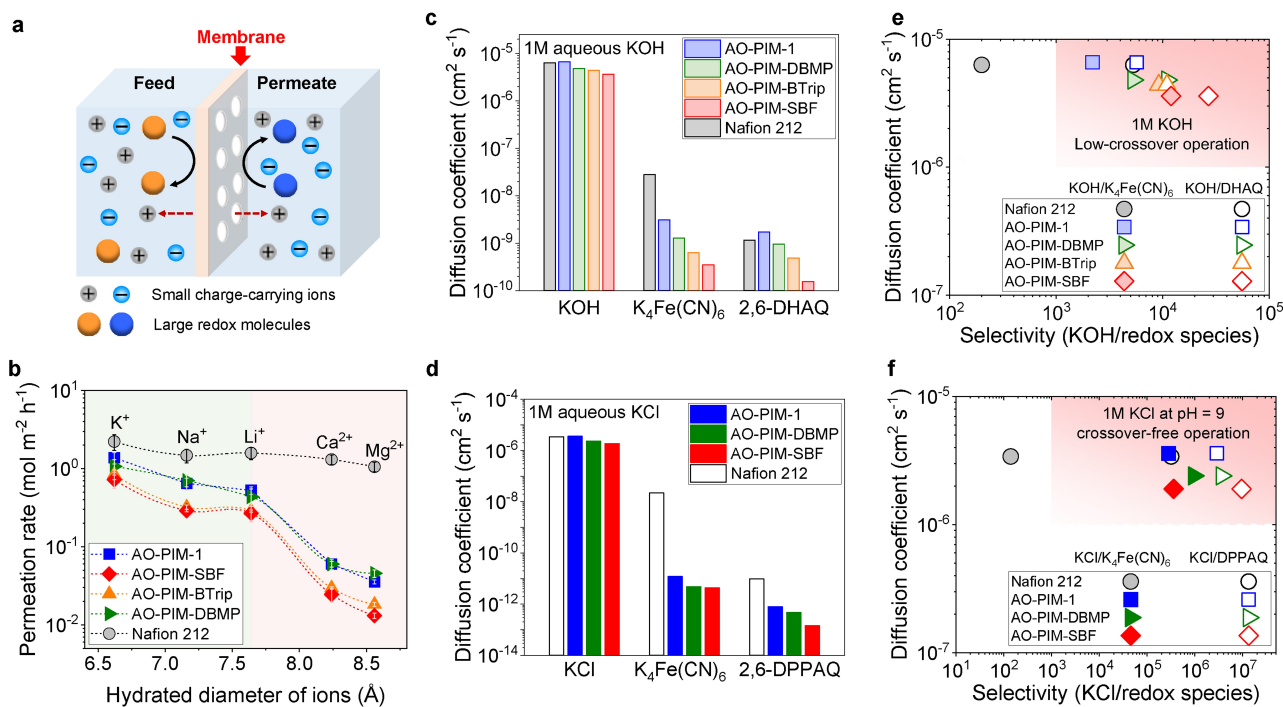 a
Membrane
Feed
Permeate
Small charge-carrying ions
Large redox molecules
b
Permeation rate (mol m⁻² h⁻¹)
10¹
10⁰
10⁻¹
10⁻²
K⁺
Na⁺
Li⁺
Ca²⁺
Mg²⁺
AO-PIM-1
AO-PIM-SBF
AO-PIM-BTrip
AO-PIM-DBMP
Nafion 212
6.5 7.0 7.5 8.0 8.5
Hydrated diameter of ions (Å)
c
Diffusion coefficient (cm² s⁻¹)
10⁻⁵
10⁻⁶
10⁻⁷
10⁻⁸
10⁻⁹
10⁻¹⁰
1M aqueous KOH
AO-PIM-1
AO-PIM-DBMP
AO-PIM-BTrip
AO-PIM-SBF
Nafion 212
KOH K₄Fe(CN)₆ 2,6-DHAQ
d
Diffusion coefficient (cm² s⁻¹)
10⁻⁴
10⁻⁶
10⁻⁸
10⁻¹⁰
10⁻¹²
10⁻¹⁴
1M aqueous KCl
AO-PIM-1
AO-PIM-DBMP
AO-PIM-SBF
Nafion 212
KCl K₄Fe(CN)₆ 2,6-DPPAQ
e
Diffusion coefficient (cm² s⁻¹)
10⁻⁵
10⁻⁶
10⁻⁷
1M KOH
Low-crossover operation
KOH/K₄Fe(CN)₆ KOH/DHAQ
Nafion 212
AO-PIM-1
AO-PIM-DBMP
AO-PIM-BTrip
AO-PIM-SBF
10² 10³ 10⁴ 10⁵
Selectivity (KOH/redox species)
f
Diffusion coefficient (cm² s⁻¹)
10⁻⁵
10⁻⁶
10⁻⁷
1M KCl at pH = 9
crossover-free operation
KCl/K₄Fe(CN)₆ KCl/DPPAQ
Nafion 212
AO-PIM-1
AO-PIM-DBMP
AO-PIM-SBF
10¹ 10² 10³ 10⁴ 10⁵ 10⁶ 10⁷
Selectivity (KCl/redox species)